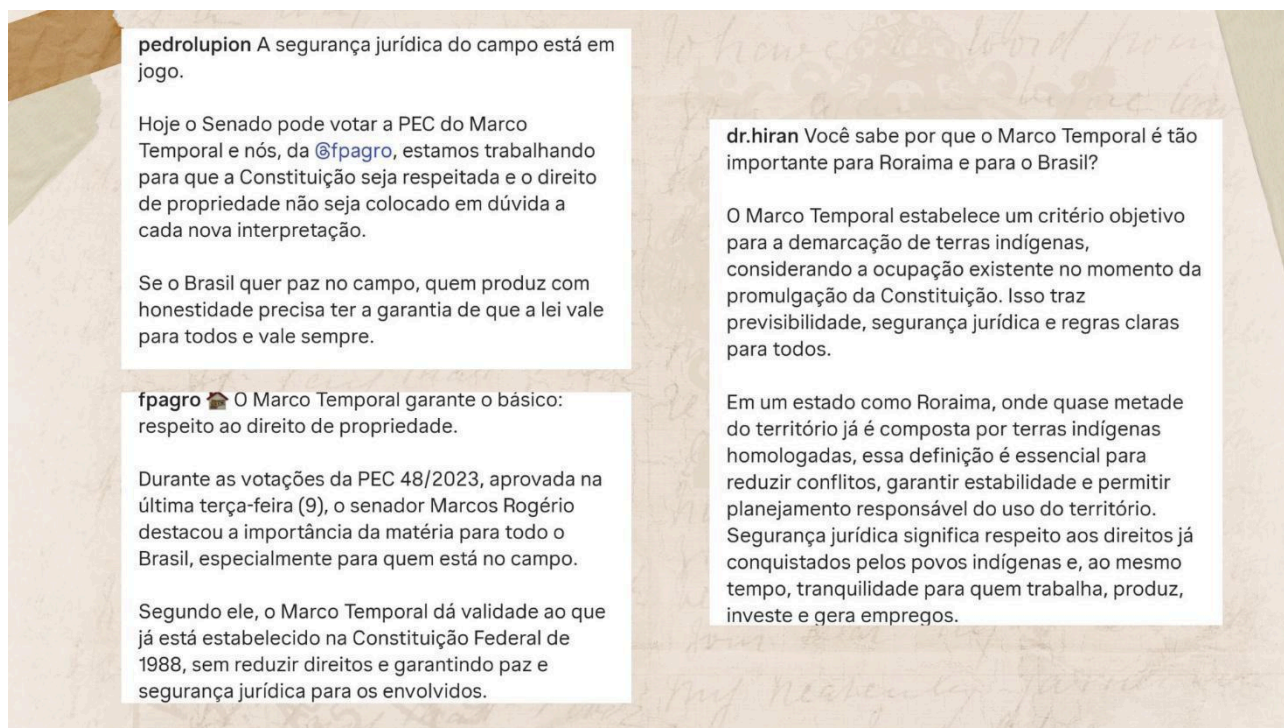 pedrolupion A segurança jurídica do campo está em
jogo.
Hoje o Senado pode votar a PEC do Marco
Temporal e nós, da @fpagro, estamos trabalhando
para que a Constituição seja respeitada e o direito
de propriedade não seja colocado em dúvida a
cada nova interpretação.
Se o Brasil quer paz no campo, quem produz com
honestidade precisa ter a garantia de que a lei vale
para todos e vale sempre.
fpagro 🏠 O Marco Temporal garante o básico:
respeito ao direito de propriedade.
Durante as votações da PEC 48/2023, aprovada na
última terça-feira (9), o senador Marcos Rogério
destacou a importância da matéria para todo o
Brasil, especialmente para quem está no campo.
Segundo ele, o Marco Temporal dá validade ao que
já está estabelecido na Constituição Federal de
1988, sem reduzir direitos e garantindo paz e
segurança jurídica para os envolvidos.
dr.hiran Você sabe por que o Marco Temporal é tão
importante para Roraima e para o Brasil?
O Marco Temporal estabelece um critério objetivo
para a demarcação de terras indígenas,
considerando a ocupação existente no momento da
promulgação da Constituição. Isso traz
previsibilidade, segurança jurídica e regras claras
para todos.
Em um estado como Roraima, onde quase metade
do território já é composta por terras indígenas
homologadas, essa definição é essencial para
reduzir conflitos, garantir estabilidade e permitir
planejamento responsável do uso do território.
Segurança jurídica significa respeito aos direitos já
conquistados pelos povos indígenas e, ao mesmo
tempo, tranquilidade para quem trabalha, produz,
investe e gera empregos.